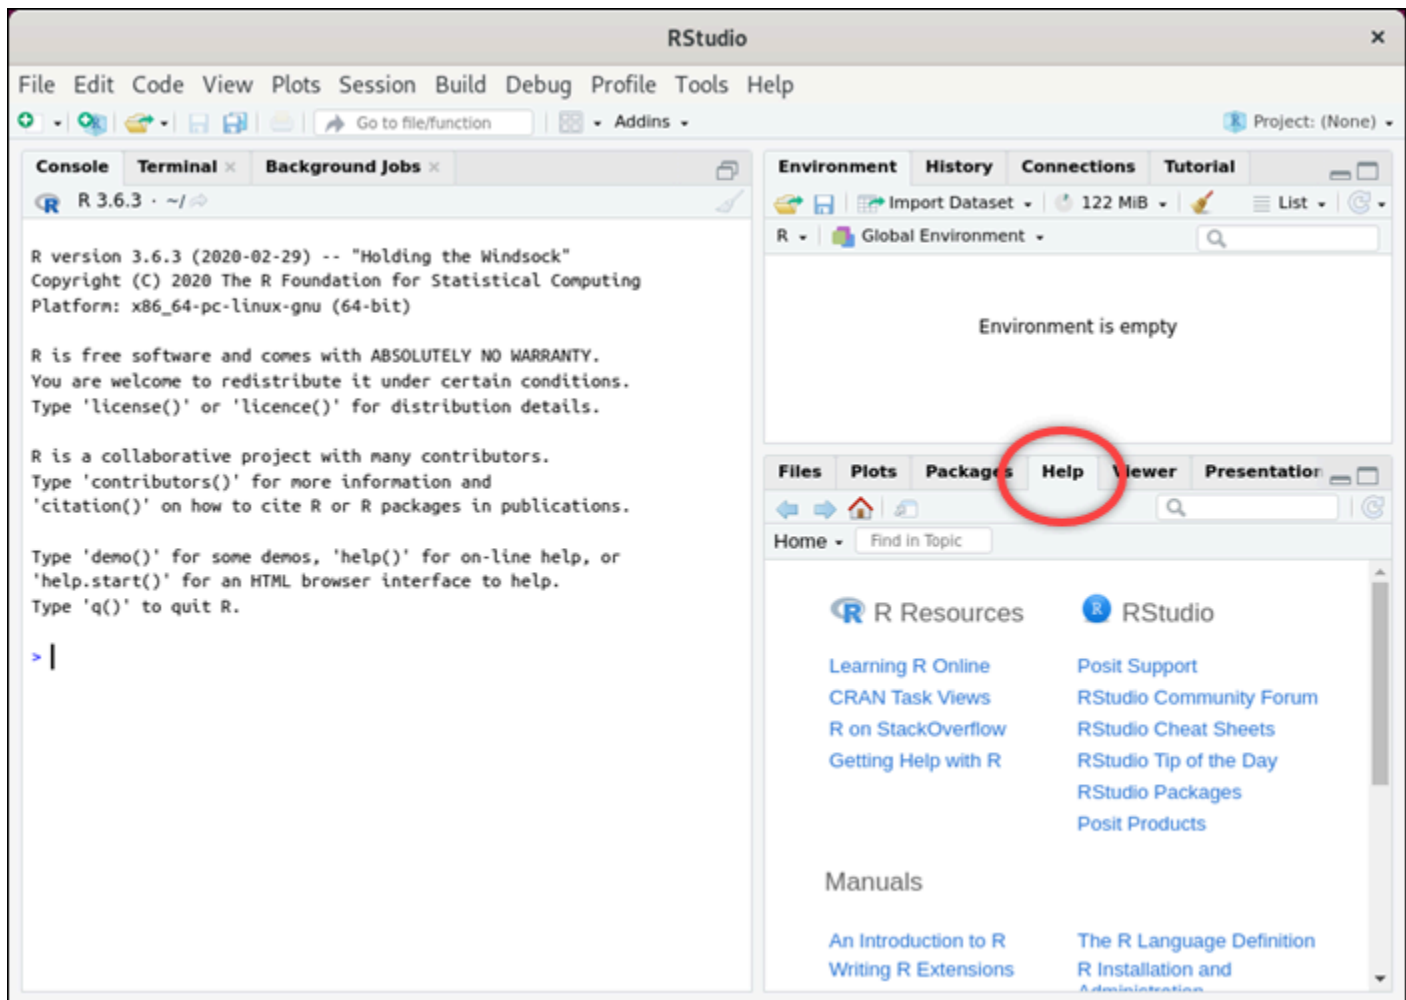 RStudio
File Edit Code View Plots Session Build Debug Profile Tools Help
Go to file/function Addins Project: (None)
Console Terminal Background Jobs
R 3.6.3 · ~/
R version 3.6.3 (2020-02-29) -- "Holding the Windsock"
Copyright (C) 2020 The R Foundation for Statistical Computing
Platform: x86_64-pc-linux-gnu (64-bit)
R is free software and comes with ABSOLUTELY NO WARRANTY.
You are welcome to redistribute it under certain conditions.
Type 'license()' or 'licence()' for distribution details.
R is a collaborative project with many contributors.
Type 'contributors()' for more information and
'citation()' on how to cite R or R packages in publications.
Type 'demo()' for some demos, 'help()' for on-line help, or
'help.start()' for an HTML browser interface to help.
Type 'q()' to quit R.
>
Environment History Connections Tutorial
Import Dataset 122 MiB List
R Global Environment
Environment is empty
Files Plots Packages Help Viewer Presentation
Home Find in Topic
R Resources RStudio
Learning R Online Posit Support
CRAN Task Views RStudio Community Forum
R on StackOverflow RStudio Cheat Sheets
Getting Help with R RStudio Tip of the Day
RStudio Packages
Posit Products
Manuals
An Introduction to R The R Language Definition
Writing R Extensions R Installation and
Administration